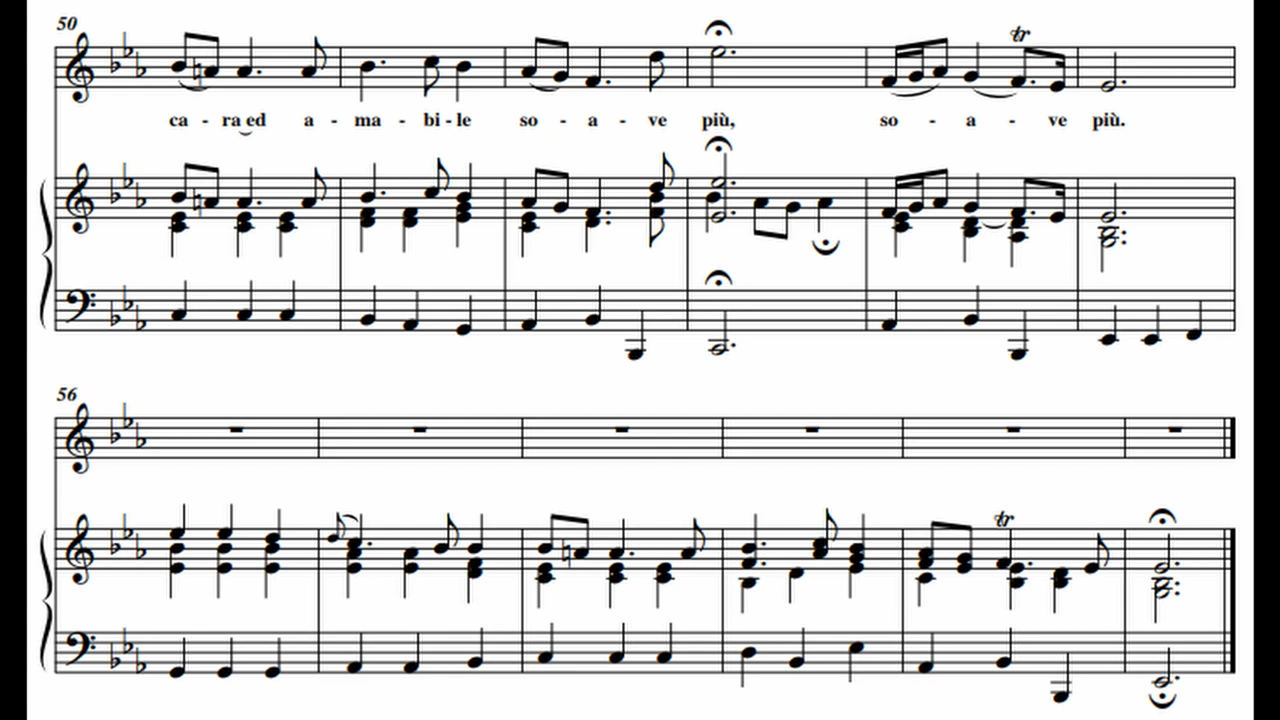 50
tr
ca - ra ed a - ma - bi - le so - a - ve più, so - a - ve più.
56
tr